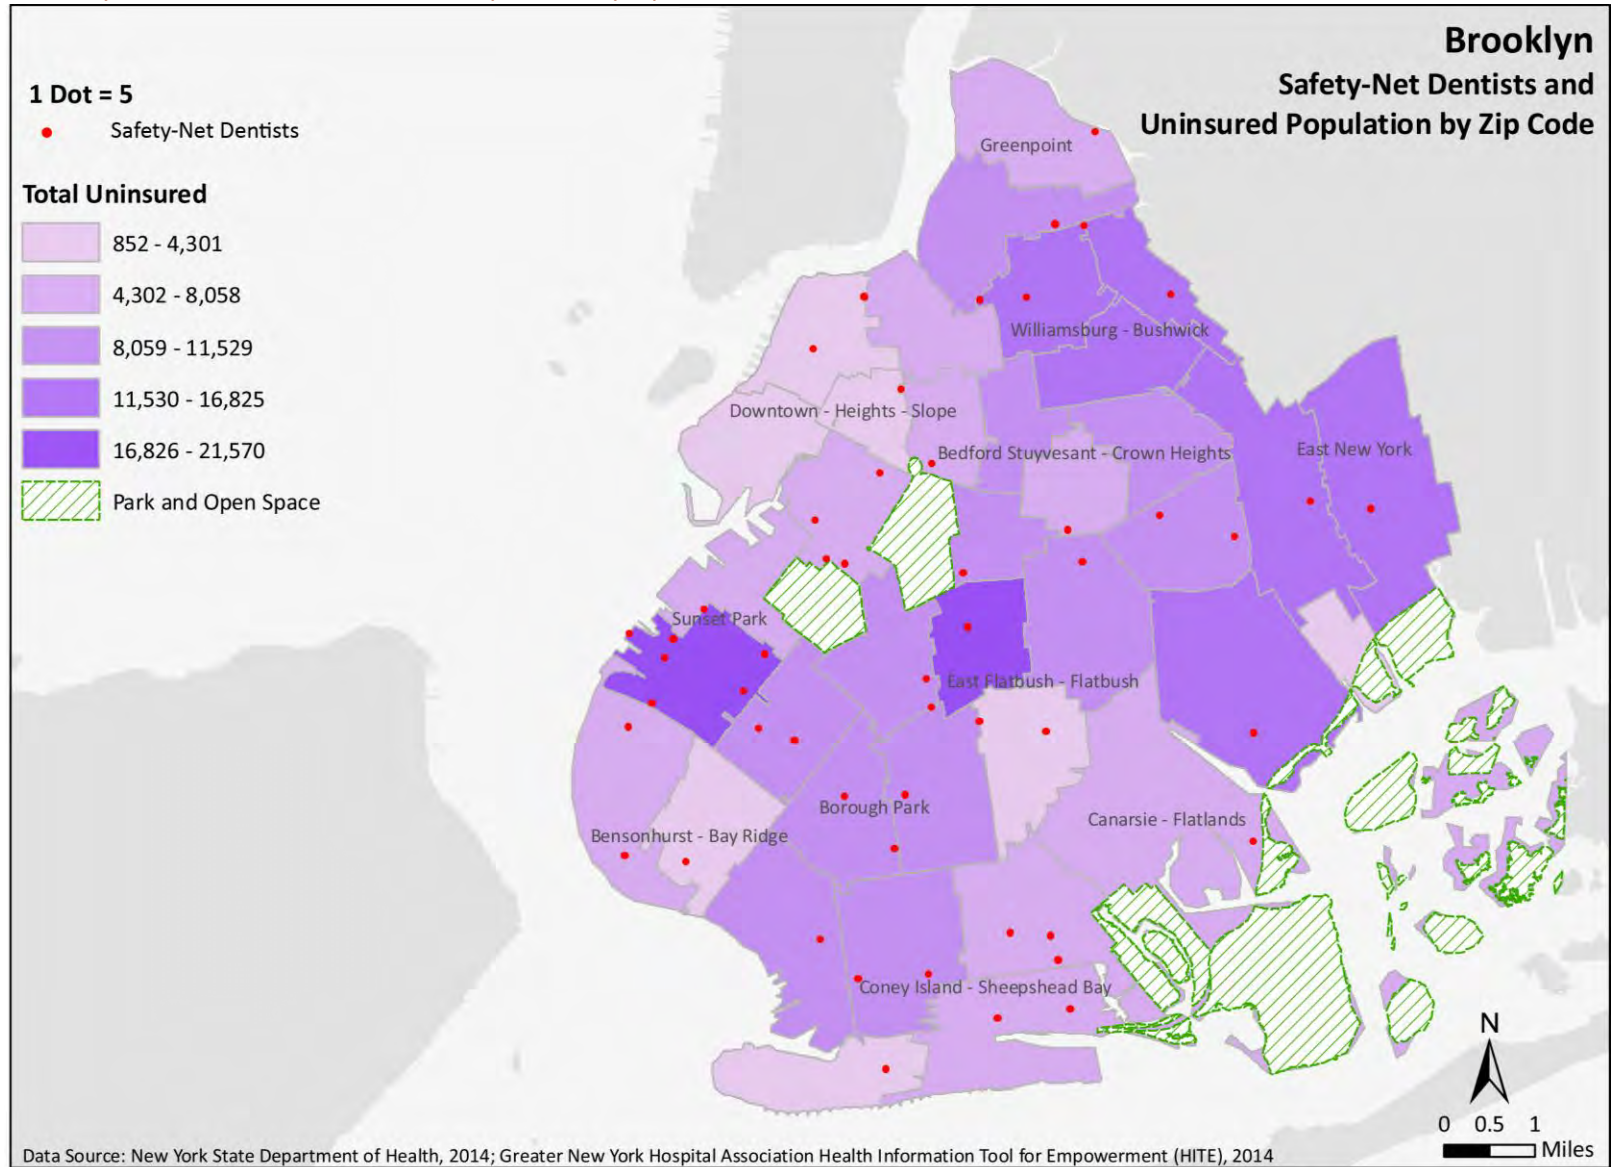 Brooklyn
Safety-Net Dentists and
Uninsured Population by Zip Code
1 Dot = 5
Safety-Net Dentists
Total Uninsured
852 - 4,301
4,302 - 8,058
8,059 - 11,529
11,530 - 16,825
16,826 - 21,570
Park and Open Space
Greenpoint
Williamsburg - Bushwick
Downtown - Heights - Slope
Bedford Stuyvesant - Crown Heights
East New York
Sunset Park
East Flatbush - Flatbush
Borough Park
Canarsie - Flatlands
Bensonhurst - Bay Ridge
Coney Island - Sheepshead Bay
N
0 0.5 1
Miles
Data Source: New York State Department of Health, 2014; Greater New York Hospital Association Health Information Tool for Empowerment (HITE), 2014